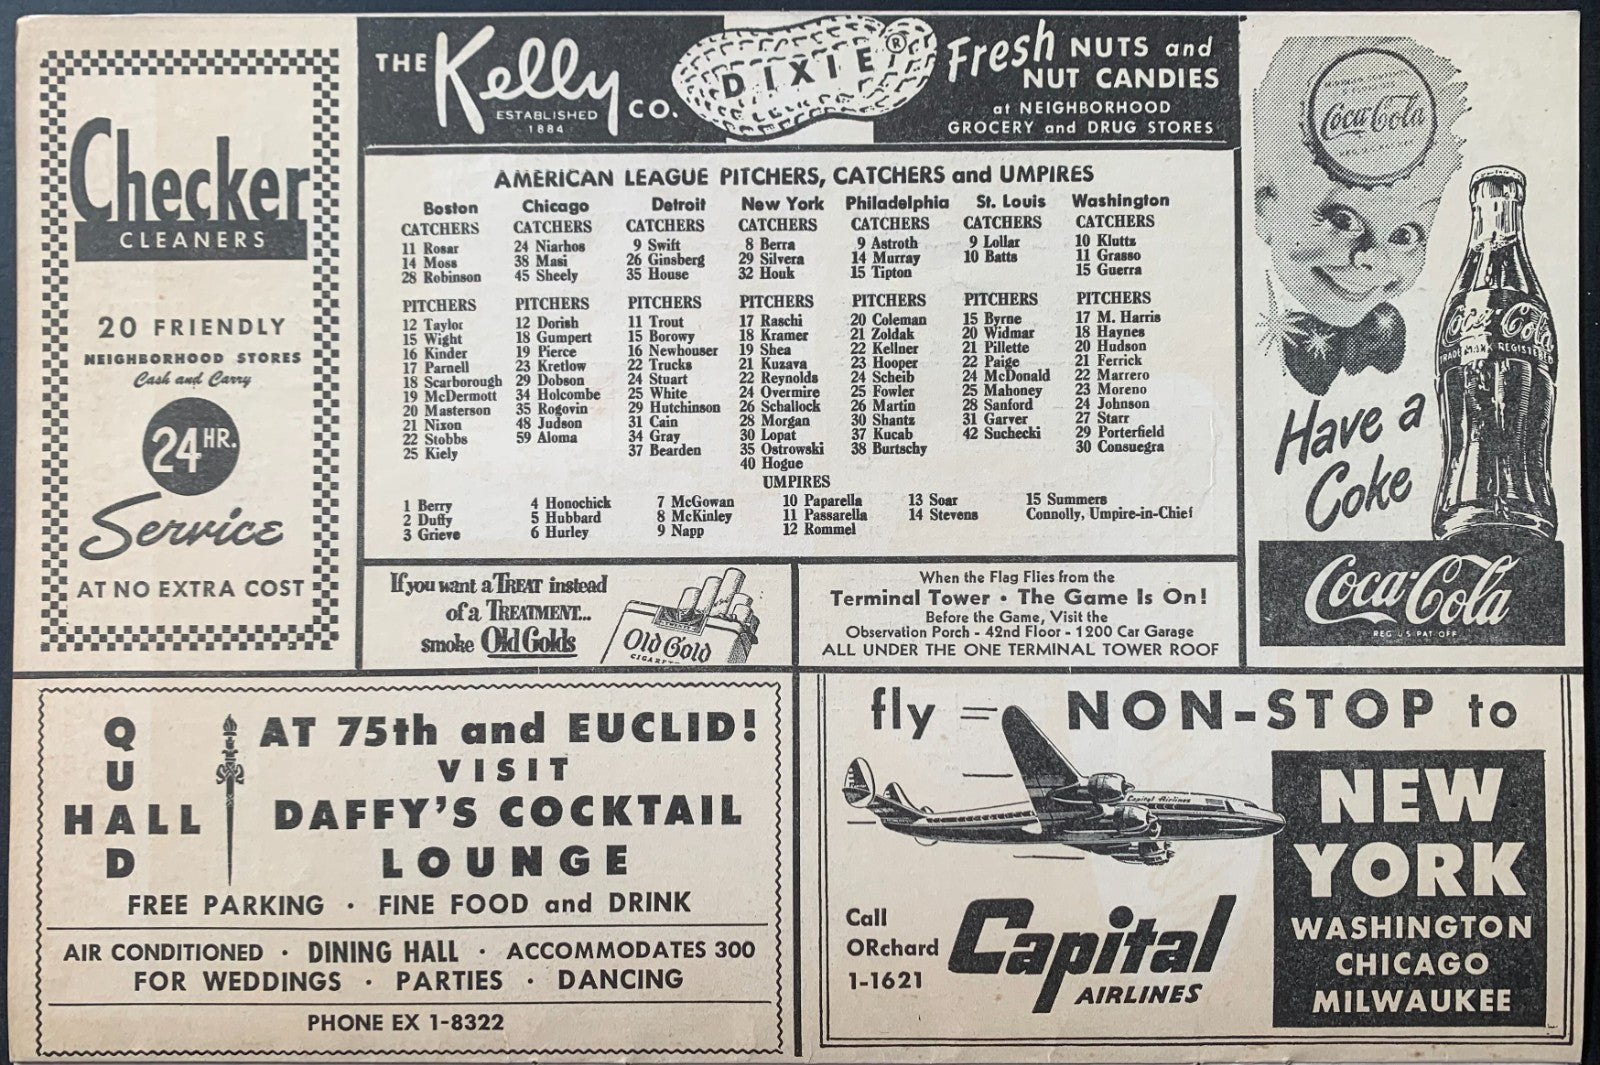 Checker
CLEANERS
20 FRIENDLY
NEIGHBORHOOD STORES
Cash and Carry
24 HR.
Service
AT NO EXTRA COST
THE Kelly CO.
ESTABLISHED
1884
DIXIE ®
Fresh NUTS and
NUT CANDIES
at NEIGHBORHOOD
GROCERY and DRUG STORES
AMERICAN LEAGUE PITCHERS, CATCHERS and UMPIRES
Boston
CATCHERS
11 Rosar
14 Moss
28 Robinson
PITCHERS
12 Taylor
15 Wight
16 Kinder
17 Parnell
18 Scarborough
19 McDermott
20 Masterson
21 Nixon
22 Stobbs
25 Kiely
Chicago
CATCHERS
24 Niarhos
38 Masi
45 Sheely
PITCHERS
12 Dorish
18 Gumpert
19 Pierce
23 Kretlow
29 Dobson
34 Holcombe
35 Rogovin
48 Judson
59 Aloma
Detroit
CATCHERS
9 Swift
26 Ginsberg
35 House
PITCHERS
11 Trout
15 Borowy
16 Newhouser
22 Trucks
24 Stuart
25 White
29 Hutchinson
31 Cain
34 Gray
37 Bearden
New York
CATCHERS
8 Berra
29 Silvera
32 Houk
PITCHERS
17 Raschi
18 Kramer
19 Shea
21 Kuzava
22 Reynolds
24 Overmire
26 Schallock
28 Morgan
30 Lopat
35 Ostrowski
40 Hogue
Philadelphia
CATCHERS
9 Astroth
14 Murray
15 Tipton
PITCHERS
20 Coleman
21 Zoldak
22 Kellner
23 Hooper
24 Scheib
25 Fowler
26 Martin
30 Shantz
37 Kucab
38 Burtschy
St. Louis
CATCHERS
9 Lollar
10 Batts
PITCHERS
15 Byrne
20 Widmar
21 Pillette
22 Paige
24 McDonald
25 Mahoney
28 Sanford
31 Garver
42 Suchecki
Washington
CATCHERS
10 Kluttz
11 Grasso
15 Guerra
PITCHERS
17 M. Harris
18 Haynes
20 Hudson
21 Ferrick
22 Marrero
23 Moreno
24 Johnson
27 Starr
29 Porterfield
30 Consuegra
UMPIRES
1 Berry
2 Duffy
3 Grieve
4 Honochick
5 Hubbard
6 Hurley
7 McGowan
8 McKinley
9 Napp
10 Paparella
11 Passarella
12 Rommel
13 Soar
14 Stevens
15 Summers
Connolly, Umpire-in-Chief
If you want a TREAT instead
of a TREATMENT...
smoke Old Golds
Old Gold
When the Flag Flies from the
Terminal Tower • The Game Is On!
Before the Game, Visit the
Observation Porch - 42nd Floor - 1200 Car Garage
ALL UNDER THE ONE TERMINAL TOWER ROOF
Coca-Cola
Coca-Cola
TRADE MARK REGISTERED
Have a
Coke
Coca-Cola
REG US PAT OFF
QUAD
HALL
AT 75th and EUCLID!
VISIT
DAFFY'S COCKTAIL
LOUNGE
FREE PARKING • FINE FOOD and DRINK
AIR CONDITIONED • DINING HALL • ACCOMMODATES 300
FOR WEDDINGS • PARTIES • DANCING
PHONE EX 1-8322
fly NON-STOP to
Capital Airlines
NEW
YORK
WASHINGTON
CHICAGO
MILWAUKEE
Call
ORchard
1-1621
Capital
AIRLINES